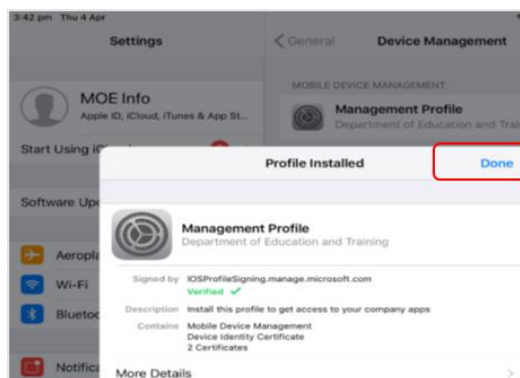 3:42 pm Thu 4 Apr
Settings
General
Device Management
MOE Info
Apple ID, iCloud, iTunes & App St...
MOBILE DEVICE MANAGEMENT
Management Profile
Department of Education and Trai
Start Using
Profile Installed
Done
Software Up
Management Profile
Department of Education and Training
Signed by IOSProfileSigning.manage.microsoft.com
Verified ✓
Description Install this profile to get access to your company apps
Contains Mobile Device Management
Device Identity Certificate
2 Certificates
More Details
Aeropla
Wi-Fi
Bluetoo
Notifica